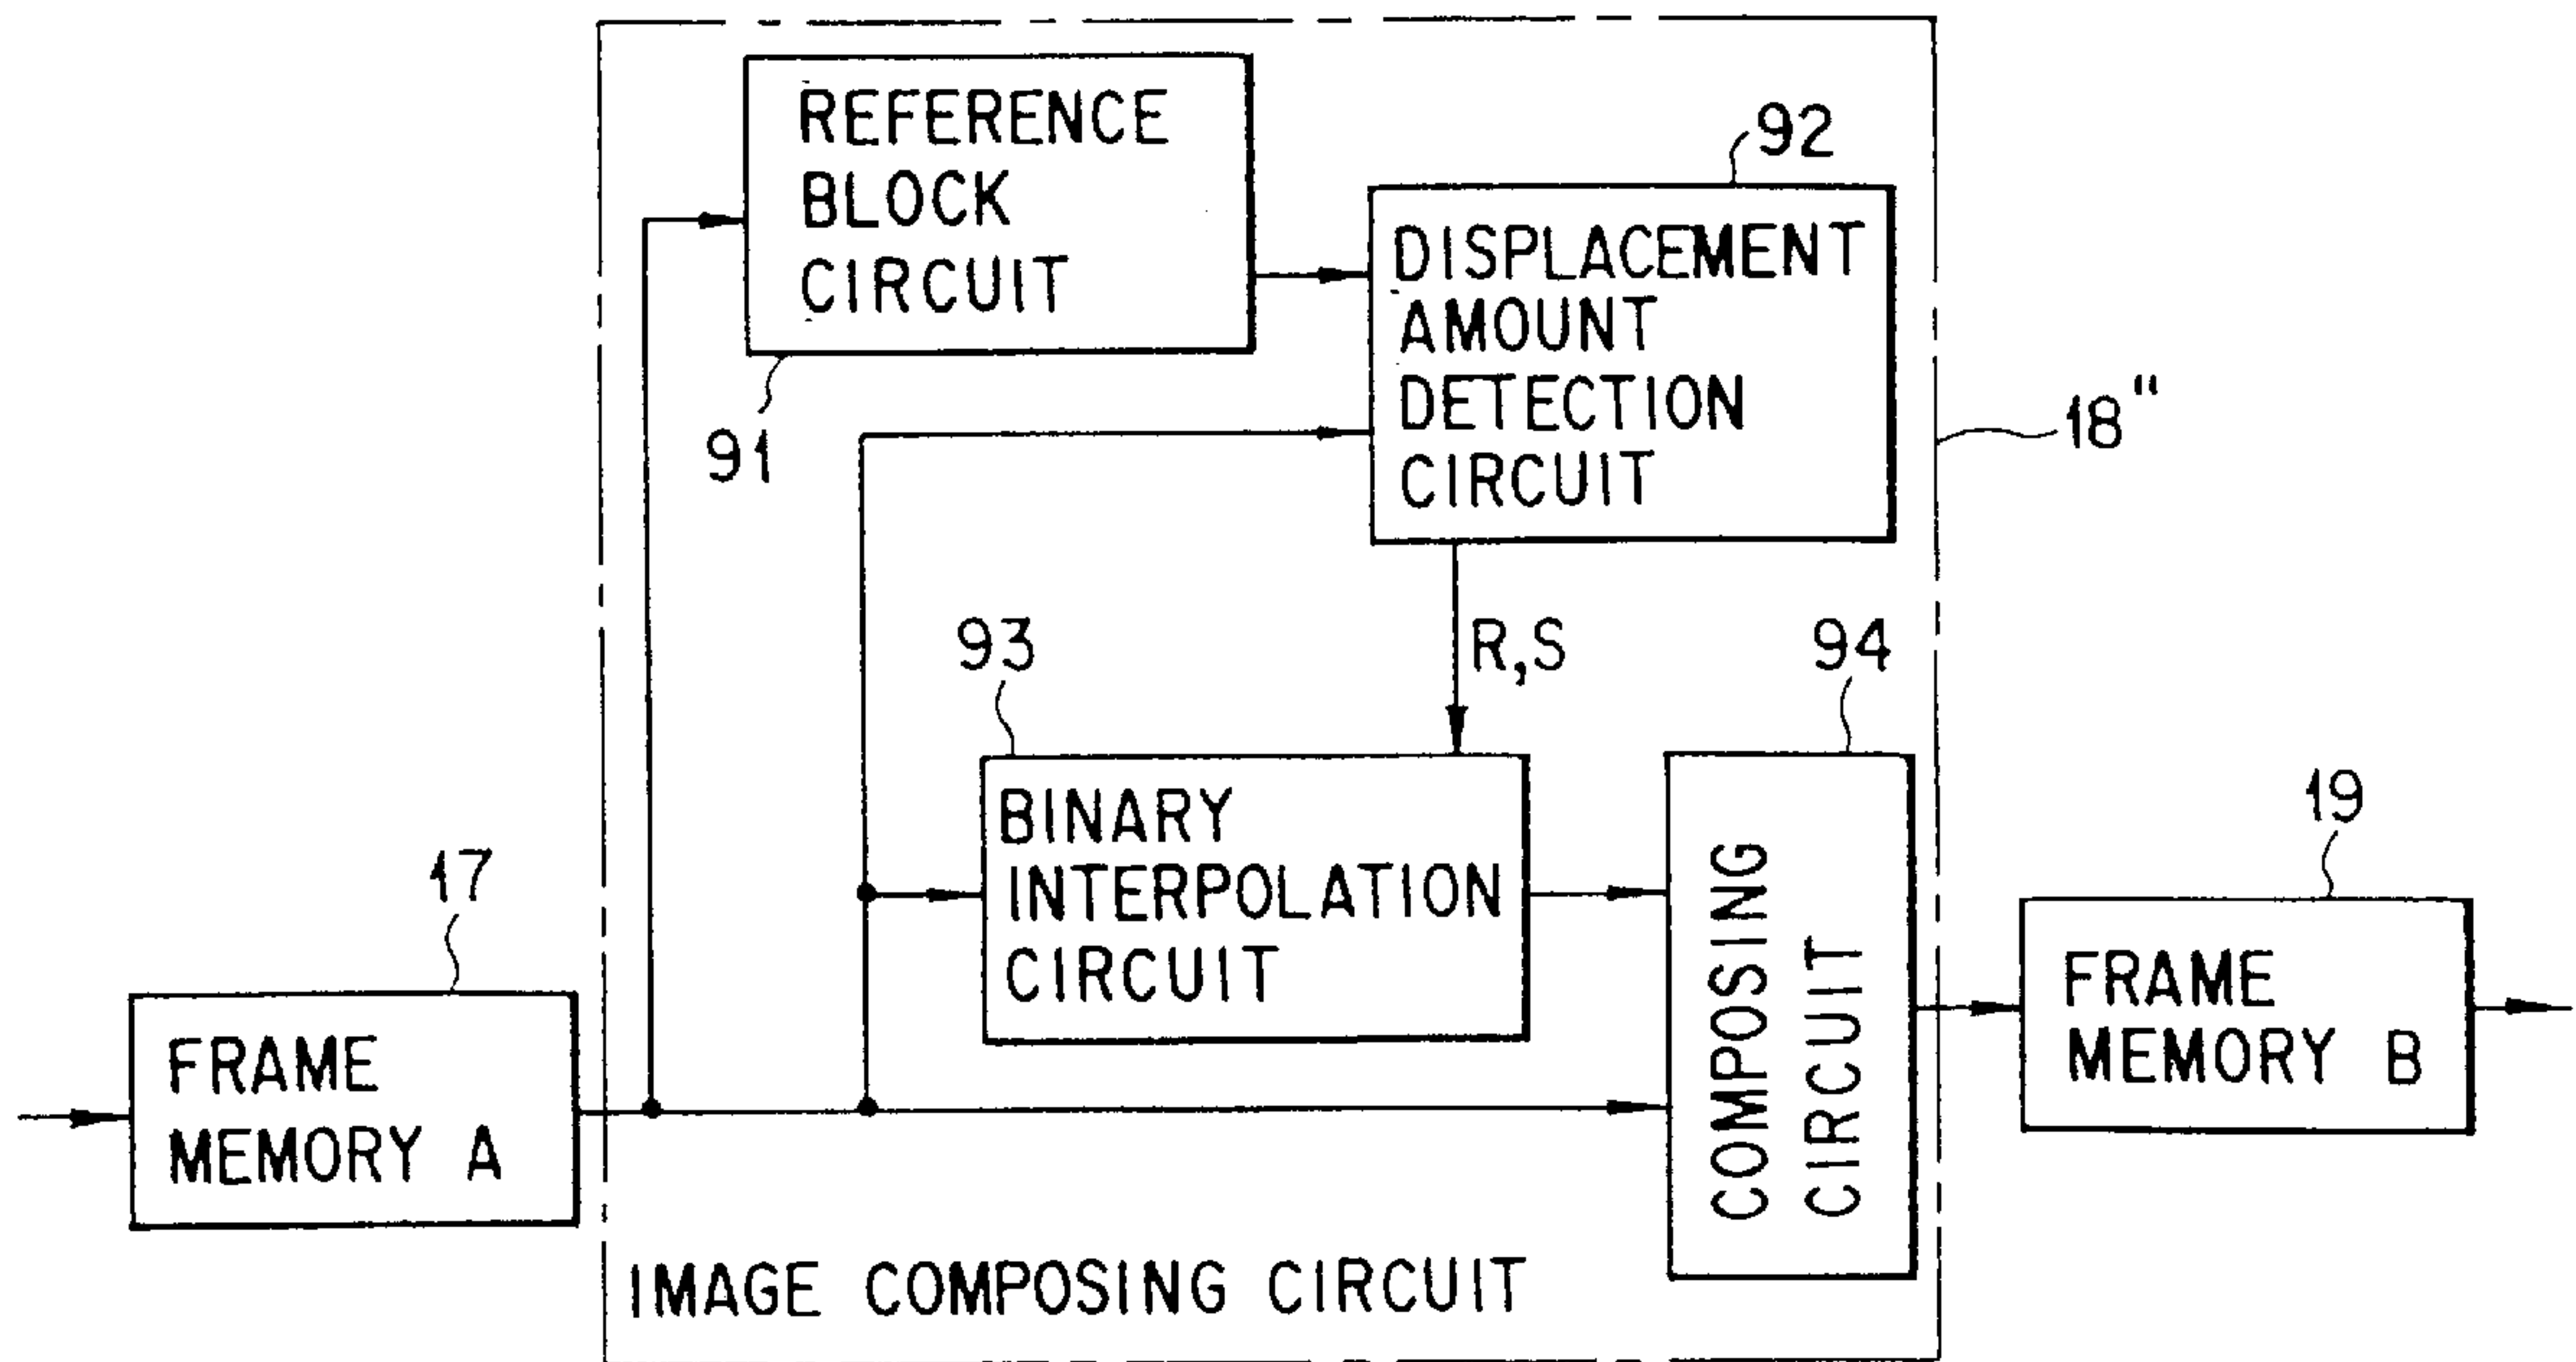 REFERENCE
BLOCK
CIRCUIT
91
92
DISPLACEMENT
AMOUNT
DETECTION
CIRCUIT
18"
R,S
93
BINARY
INTERPOLATION
CIRCUIT
94
COMPOSING
CIRCUIT
17
FRAME
MEMORY A
19
FRAME
MEMORY B
IMAGE COMPOSING CIRCUIT